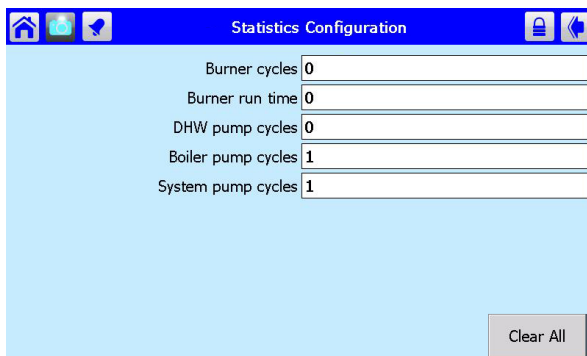 Statistics Configuration
Burner cycles 0
Burner run time 0
DHW pump cycles 0
Boiler pump cycles 1
System pump cycles 1
Clear All